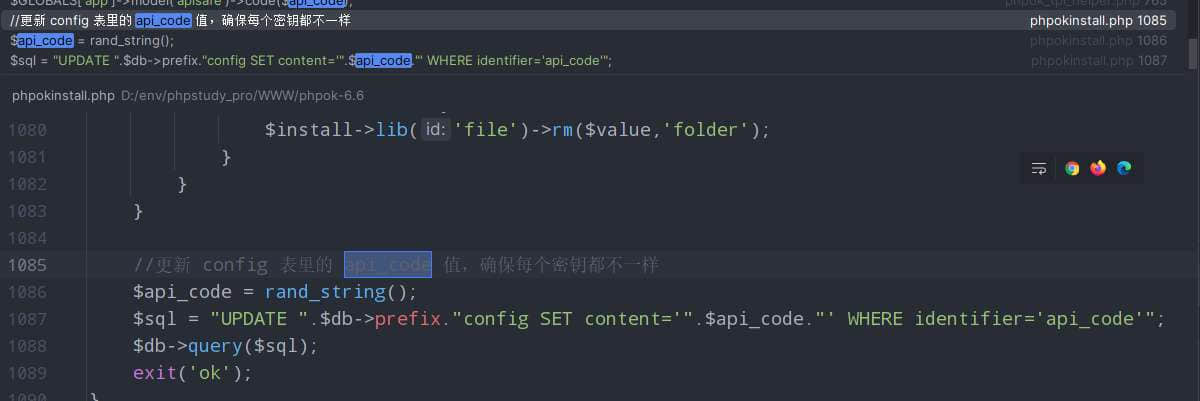 $GLOBALS['app']->model('apisafe')->code($api_code); phpok_tpl_helper.php 765
//更新 config 表里的 api_code 值，确保每个密钥都不一样 phpokinstall.php 1085
$api_code = rand_string(); phpokinstall.php 1086
$sql = "UPDATE ".$db->prefix."config SET content='".$api_code."' WHERE identifier='api_code'"; phpokinstall.php 1087
phpokinstall.php D:/env/phpstudy_pro/WWW/phpok-6.6
1080 $install->lib( id: 'file')->rm($value,'folder');
1081 }
1082 }
1083 }
1084
1085 //更新 config 表里的 api_code 值，确保每个密钥都不一样
1086 $api_code = rand_string();
1087 $sql = "UPDATE ".$db->prefix."config SET content='".$api_code."' WHERE identifier='api_code'";
1088 $db->query($sql);
1089 exit('ok');
1090 }